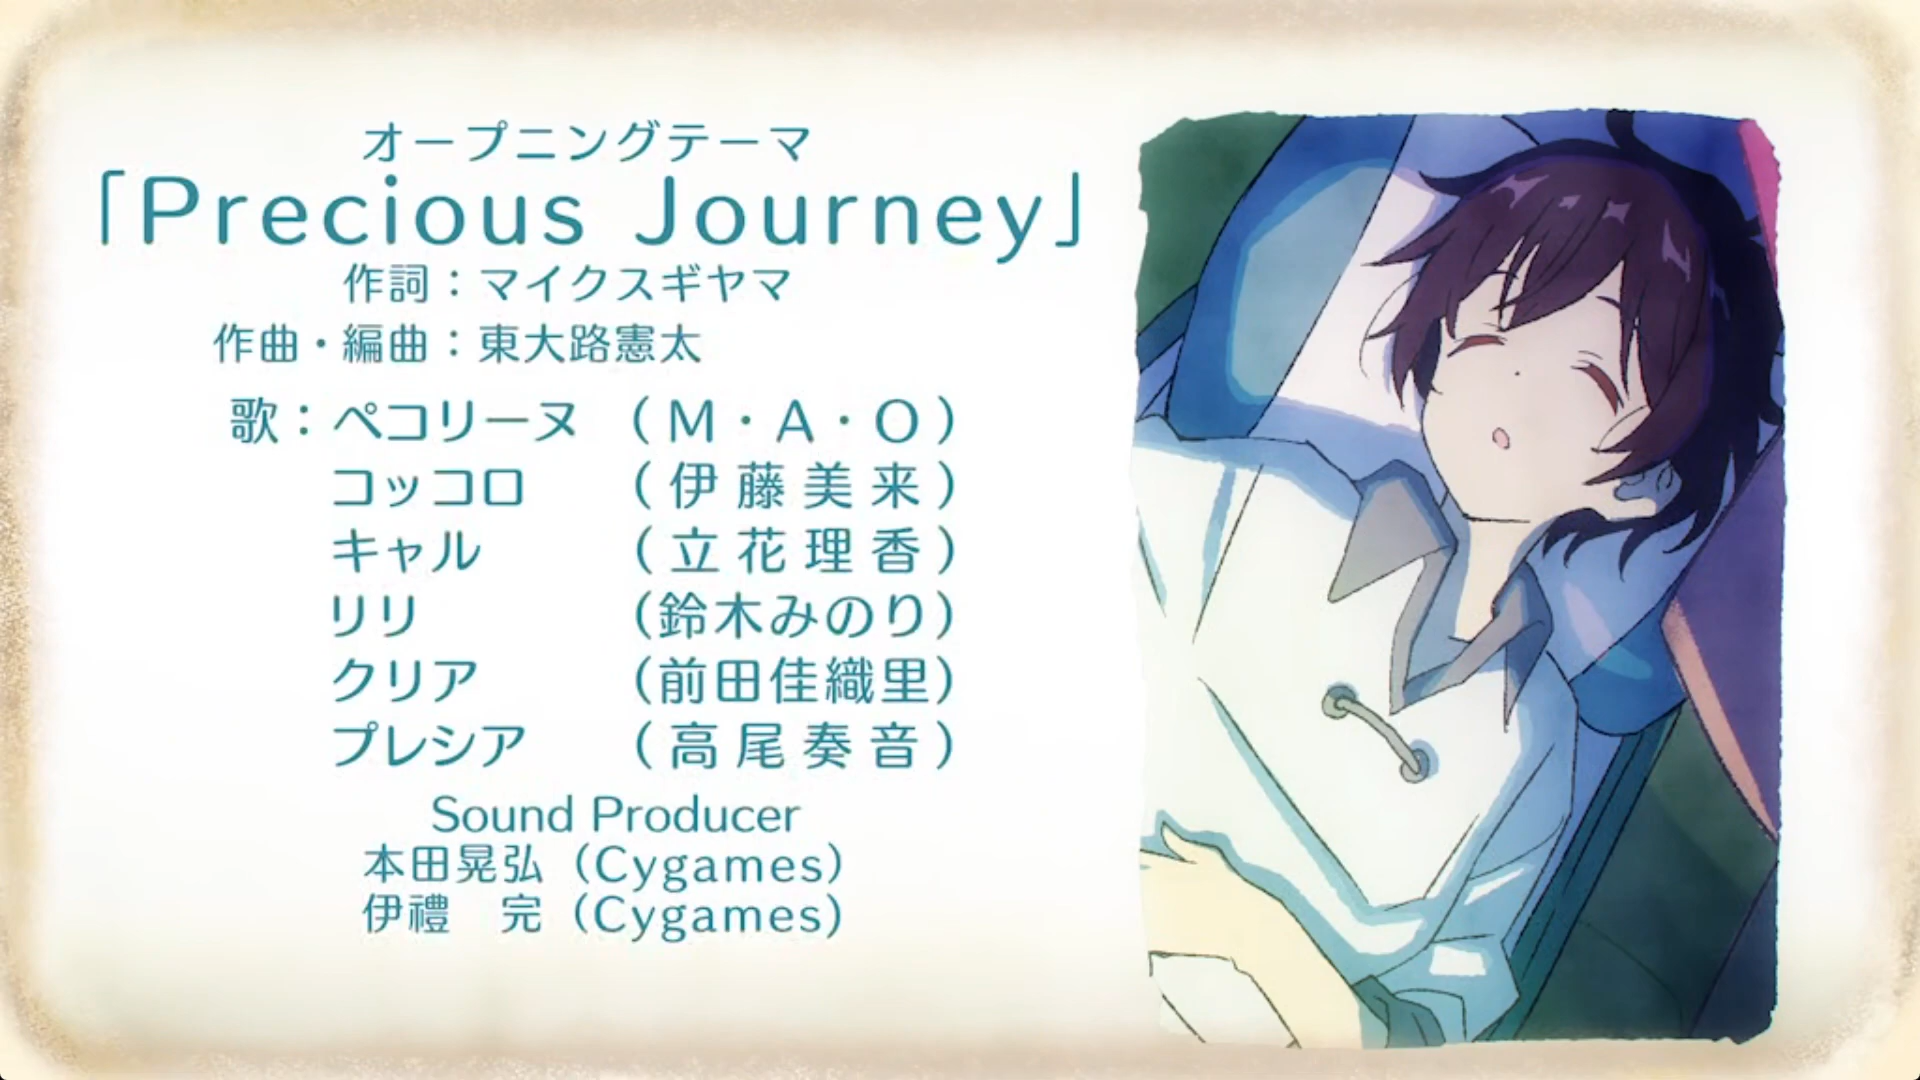 オープニングテーマ
「Precious Journey」
作詞：マイクスギヤマ
作曲・編曲：東大路憲太
歌：ペコリーヌ （M・A・O）
コッコロ （伊藤美来）
キャル （立花理香）
リリ （鈴木みのり）
クリア （前田佳織里）
プレシア （高尾奏音）
Sound Producer
本田晃弘（Cygames）
伊禮　完（Cygames）